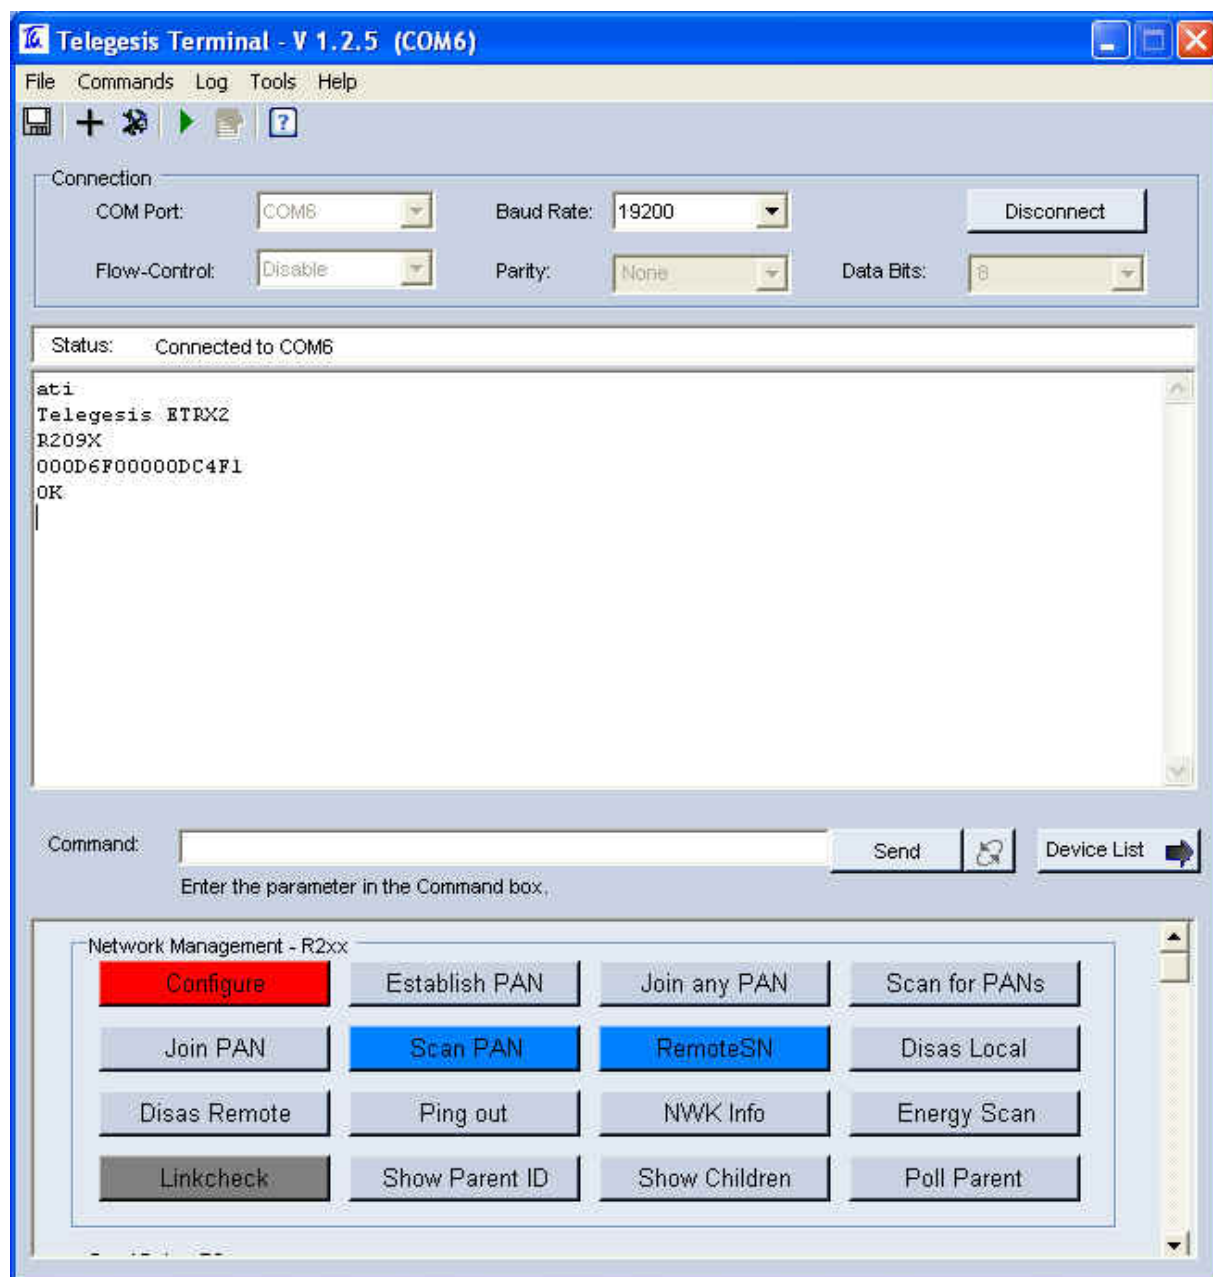 Telegesis Terminal - V 1.2.5 (COM6)
File Commands Log Tools Help
Connection
COM Port: COM6 Baud Rate: 19200 Disconnect
Flow-Control: Disable Parity: None Data Bits: 8
Status: Connected to COM6
ati
Telegesis ETRX2
R209X
000D6F00000DC4F1
OK
Command: Send Device List
Enter the parameter in the Command box.
Network Management - R2xx
Configure Establish PAN Join any PAN Scan for PANs
Join PAN Scan PAN RemoteSN Disas Local
Disas Remote Ping out NWK Info Energy Scan
Linkcheck Show Parent ID Show Children Poll Parent